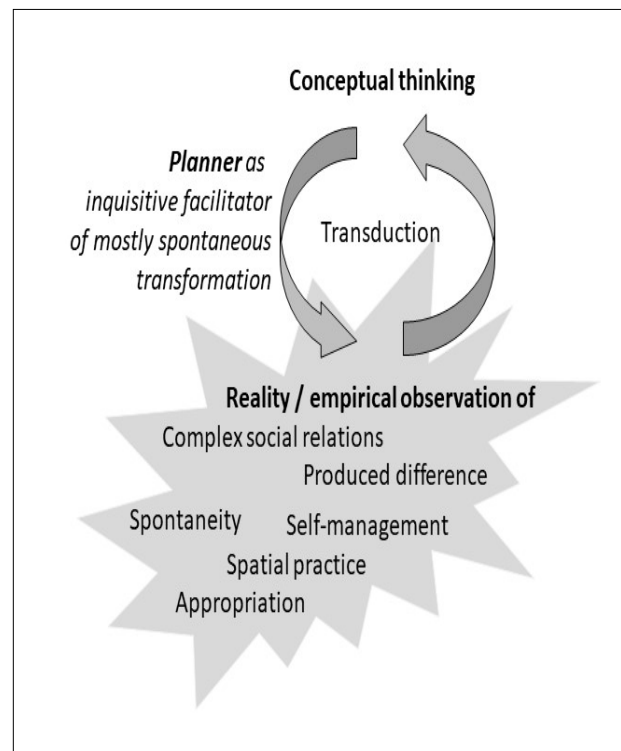 Conceptual thinking
Planner as
inquisitive facilitator
of mostly spontaneous
transformation
Transduction
Reality / empirical observation of
Complex social relations
Produced difference
Spontaneity
Self-management
Spatial practice
Appropriation